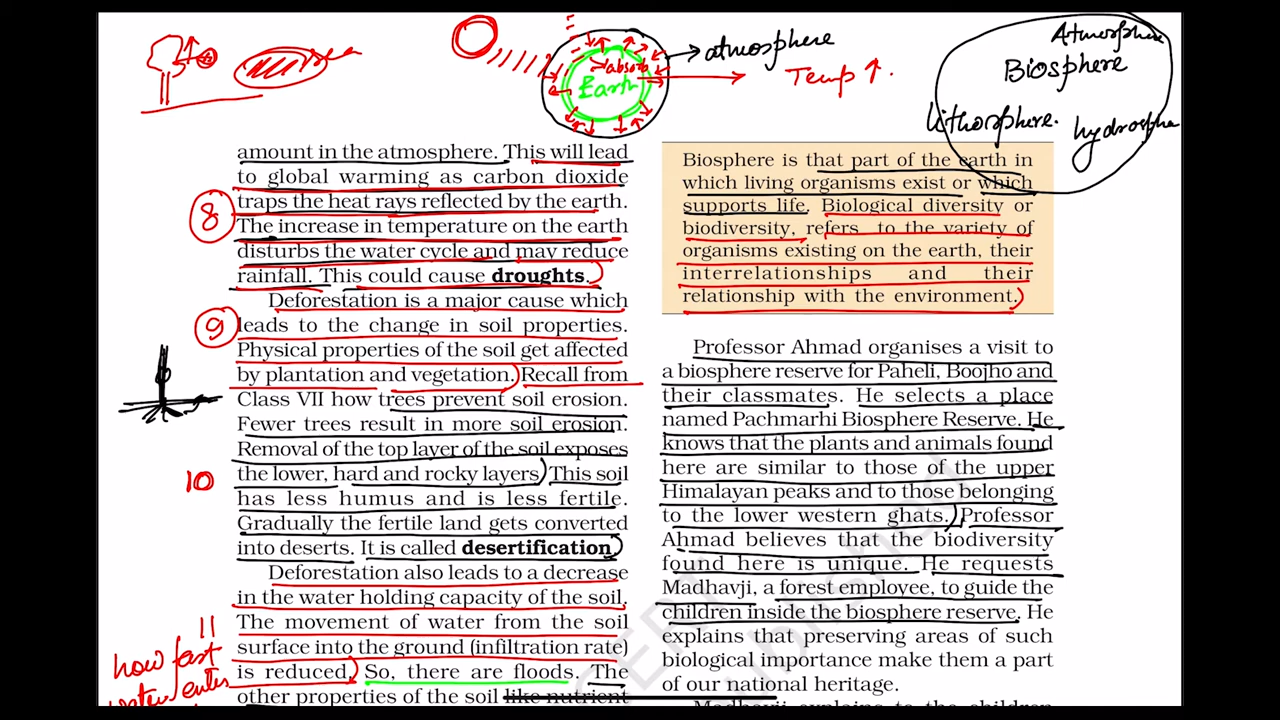 atmosphere
absorb
Earth
Temp ↑.
Atmosphere
Biosphere
lithosphere.
hydrosphe
amount in the atmosphere. This will lead
to global warming as carbon dioxide
traps the heat rays reflected by the earth.
8
The increase in temperature on the earth
disturbs the water cycle and may reduce
rainfall. This could cause droughts.
Deforestation is a major cause which
9
leads to the change in soil properties.
Physical properties of the soil get affected
by plantation and vegetation. Recall from
Class VII how trees prevent soil erosion.
Fewer trees result in more soil erosion.
Removal of the top layer of the soil exposes
the lower, hard and rocky layers. This soil
10
has less humus and is less fertile.
Gradually the fertile land gets converted
into deserts. It is called desertification.
Deforestation also leads to a decrease
in the water holding capacity of the soil.
11
The movement of water from the soil
surface into the ground (infiltration rate)
is reduced. So, there are floods. The
other properties of the soil like nutrient
how fast
water enters
Biosphere is that part of the earth in
which living organisms exist or which
supports life. Biological diversity or
biodiversity, refers to the variety of
organisms existing on the earth, their
interrelationships and their
relationship with the environment.
Professor Ahmad organises a visit to
a biosphere reserve for Paheli, Boojho and
their classmates. He selects a place
named Pachmarhi Biosphere Reserve. He
knows that the plants and animals found
here are similar to those of the upper
Himalayan peaks and to those belonging
to the lower western ghats. Professor
Ahmad believes that the biodiversity
found here is unique. He requests
Madhavji, a forest employee, to guide the
children inside the biosphere reserve. He
explains that preserving areas of such
biological importance make them a part
of our national heritage.
Madhavji explains to the children